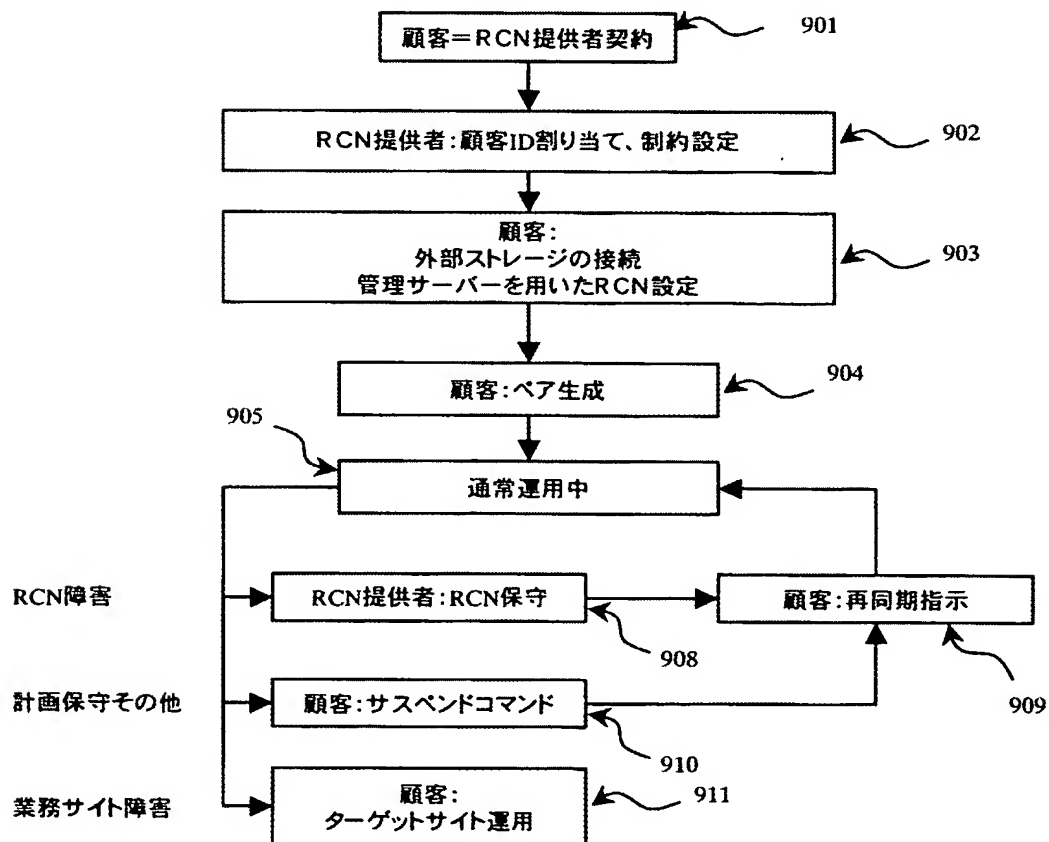 顧客＝RCN提供者契約
901
RCN提供者：顧客ID割り当て、制約設定
902
顧客：
外部ストレージの接続
管理サーバーを用いたRCN設定
903
顧客：ペア生成
904
905
通常運用中
RCN障害
RCN提供者：RCN保守
908
顧客：再同期指示
909
計画保守その他
顧客：サスペンドコマンド
910
業務サイト障害
顧客：
ターゲットサイト運用
911